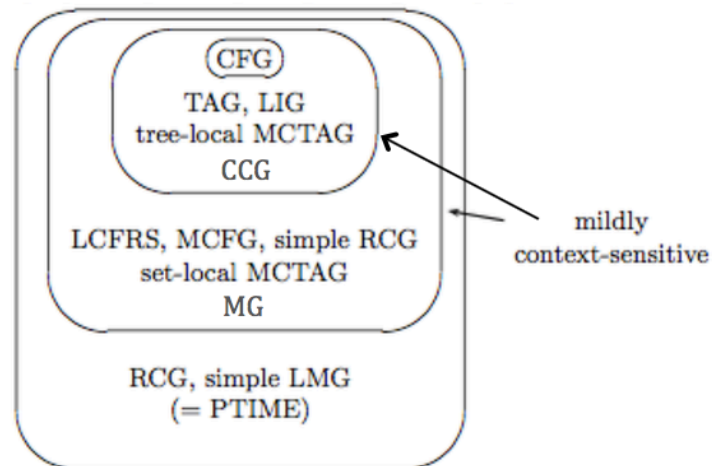 CFG
TAG, LIG
tree-local MCTAG
CCG
LCFRS, MCFG, simple RCG
set-local MCTAG
MG
mildly
context-sensitive
RCG, simple LMG
(= PTIME)